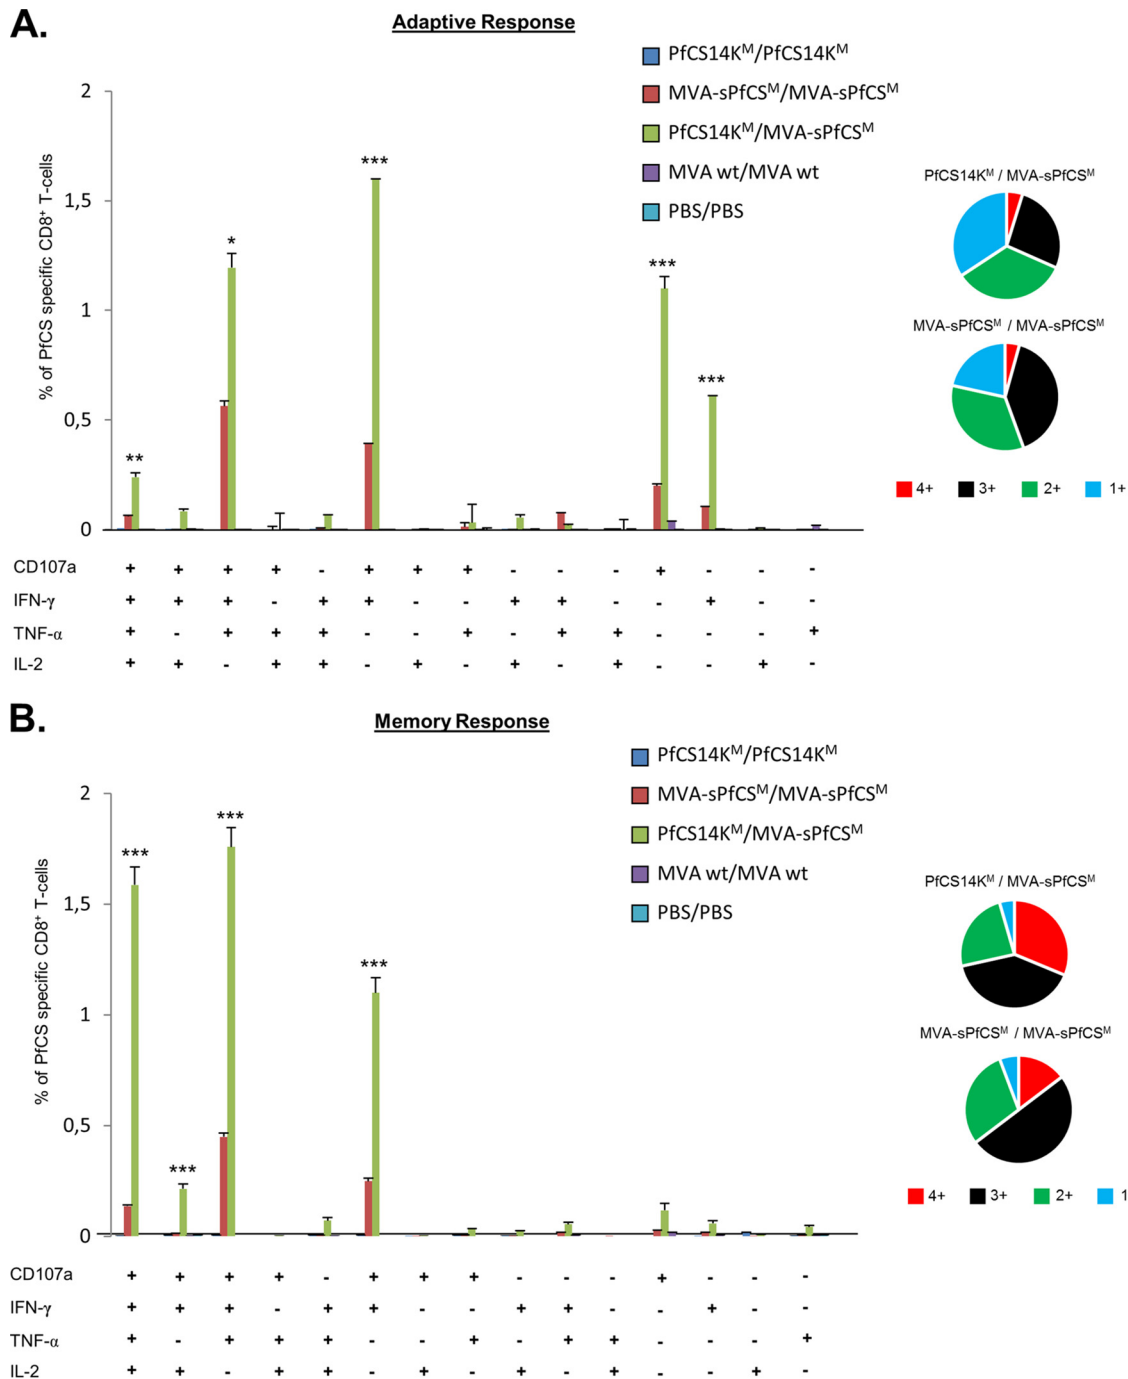 A.
Adaptive Response
PfCS14Kᴹ/PfCS14Kᴹ
MVA-sPfCSᴹ/MVA-sPfCSᴹ
PfCS14Kᴹ/MVA-sPfCSᴹ
MVA wt/MVA wt
PBS/PBS
% of PfCS specific CD8⁺ T-cells
2
1,5
1
0,5
0
**
*
***
***
***
PfCS14Kᴹ / MVA-sPfCSᴹ
MVA-sPfCSᴹ / MVA-sPfCSᴹ
4+ 3+ 2+ 1+
CD107a + + + + - + + + - - - + - - -
IFN-γ + + + - + + - - + + - - + - -
TNF-α + - + + + - - + - + + - - - +
IL-2 + + - + + - + - + - + - - + -
B.
Memory Response
PfCS14Kᴹ/PfCS14Kᴹ
MVA-sPfCSᴹ/MVA-sPfCSᴹ
PfCS14Kᴹ/MVA-sPfCSᴹ
MVA wt/MVA wt
PBS/PBS
% of PfCS specific CD8⁺ T-cells
2
1,5
1
0,5
0
***
***
***
***
PfCS14Kᴹ / MVA-sPfCSᴹ
MVA-sPfCSᴹ / MVA-sPfCSᴹ
4+ 3+ 2+ 1
CD107a + + + + - + + + - - - + - - -
IFN-γ + + + - + + - - + + - - + - -
TNF-α + - + + + - - + - + + - - - +
IL-2 + + - + + - + - + - + - - + -